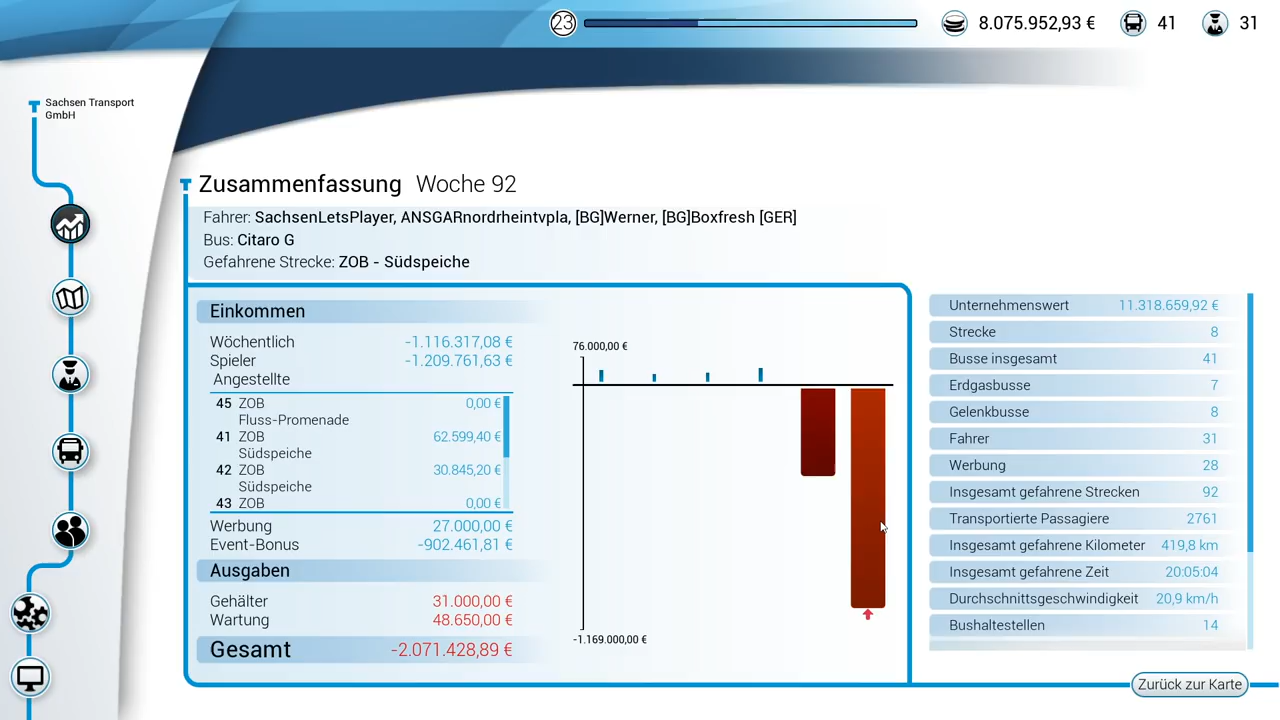 23
8.075.952,93 €
41
31
Sachsen Transport
GmbH
Zusammenfassung Woche 92
Fahrer: SachsenLetsPlayer, ANSGARnordrheintvpla, [BG]Werner, [BG]Boxfresh [GER]
Bus: Citaro G
Gefahrene Strecke: ZOB - Südspeiche
Einkommen
Wöchentlich -1.116.317,08 €
Spieler -1.209.761,63 €
Angestellte
45 ZOB 0,00 €
Fluss-Promenade
41 ZOB 62.599,40 €
Südspeiche
42 ZOB 30.845,20 €
Südspeiche
43 ZOB 0,00 €
Werbung 27.000,00 €
Event-Bonus -902.461,81 €
Ausgaben
Gehälter 31.000,00 €
Wartung 48.650,00 €
Gesamt -2.071.428,89 €
76.000,00 €
-1.169.000,00 €
Unternehmenswert 11.318.659,92 €
Strecke 8
Busse insgesamt 41
Erdgasbusse 7
Gelenkbusse 8
Fahrer 31
Werbung 28
Insgesamt gefahrene Strecken 92
Transportierte Passagiere 2761
Insgesamt gefahrene Kilometer 419,8 km
Insgesamt gefahrene Zeit 20:05:04
Durchschnittsgeschwindigkeit 20,9 km/h
Bushaltestellen 14
Zurück zur Karte